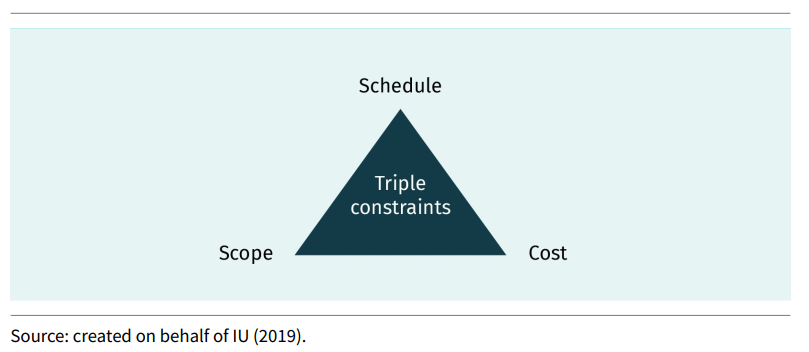 Schedule
Triple
constraints
Scope
Cost
Source: created on behalf of IU (2019).